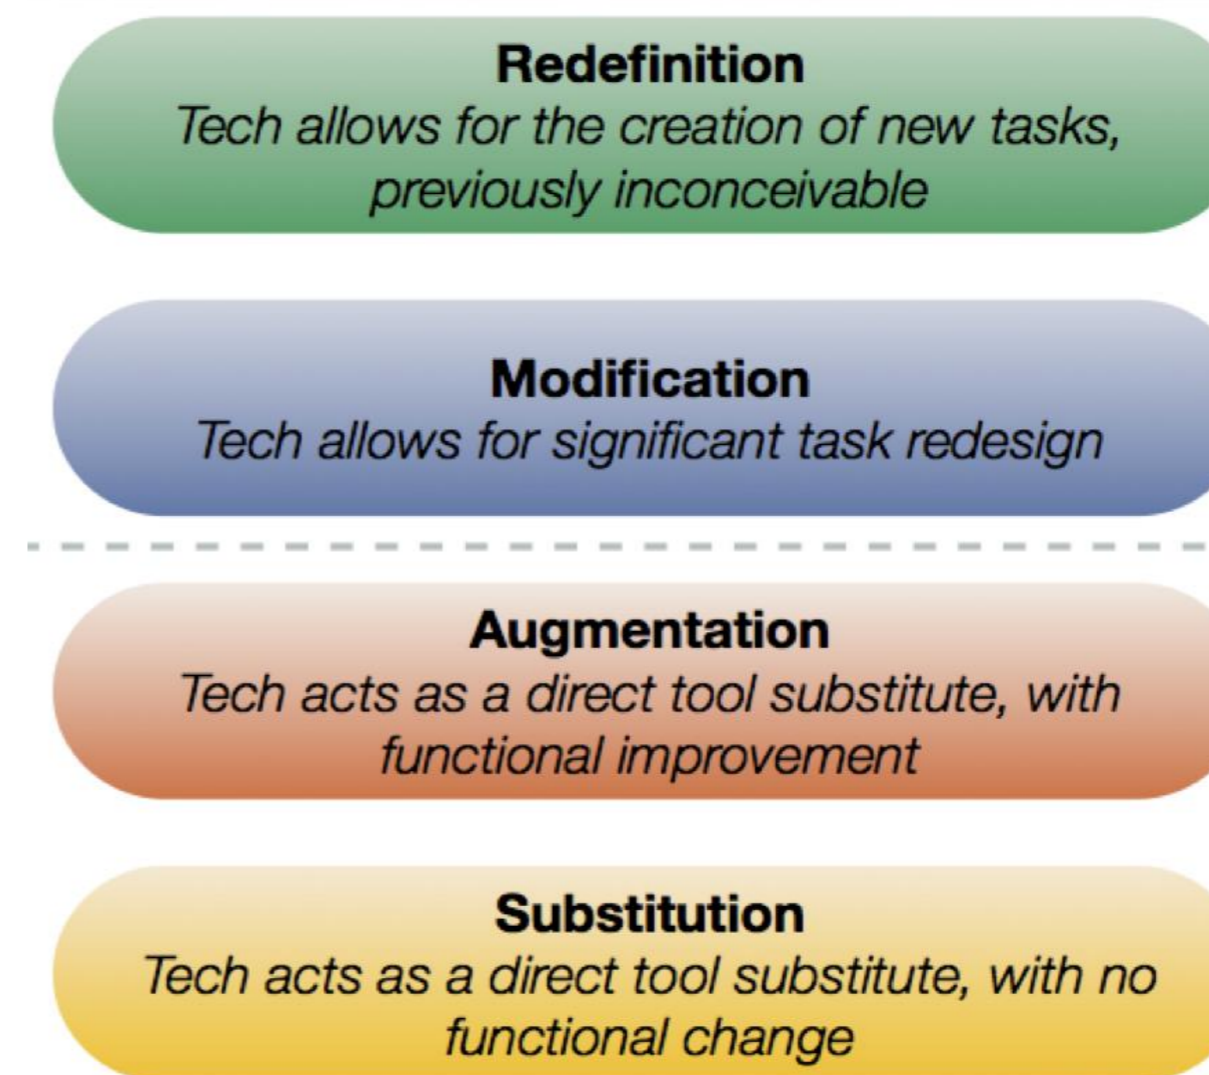 Redefinition
Tech allows for the creation of new tasks,
previously inconceivable
Modification
Tech allows for significant task redesign
Augmentation
Tech acts as a direct tool substitute, with
functional improvement
Substitution
Tech acts as a direct tool substitute, with no
functional change